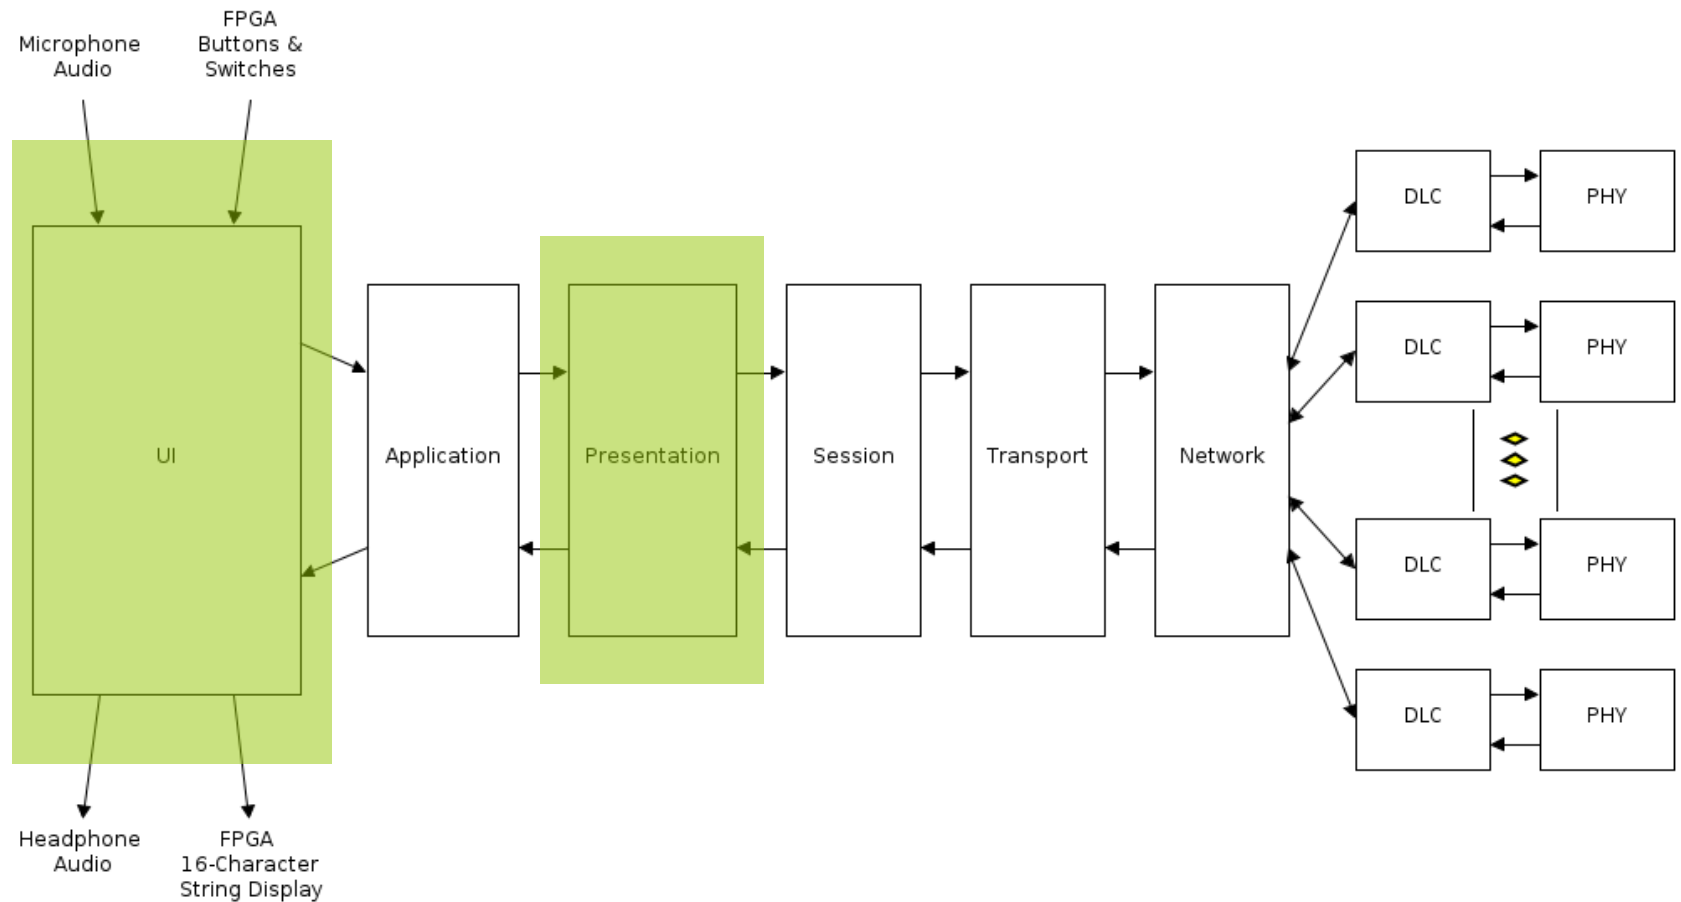 FPGA
Buttons &
Switches
Microphone
Audio
UI
Application
Presentation
Session
Transport
Network
DLC
PHY
DLC
PHY
DLC
PHY
DLC
PHY
Headphone
Audio
FPGA
16-Character
String Display